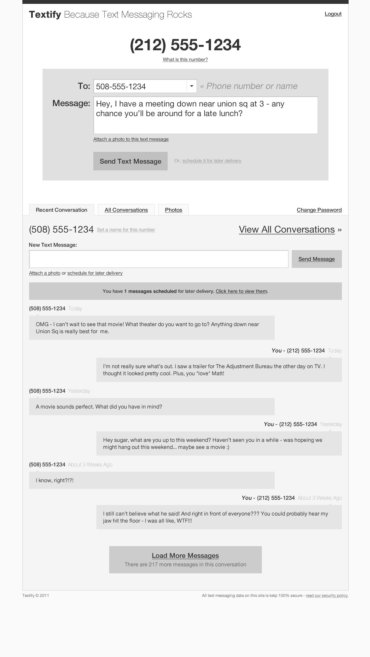 Textify Because Text Messaging Rocks
Logout
(212) 555-1234
What is this number?
To: 508-555-1234 « Phone number or name
Message: Hey, I have a meeting down near union sq at 3 - any
chance you'll be around for a late lunch?
Attach a photo to this text message
Send Text Message
Or, schedule it for later delivery.
Recent Conversation
All Conversations
Photos
Change Password
(508) 555-1234 Set a name for this number
View All Conversations »
New Text Message:
Send Message
Attach a photo or schedule for later delivery
You have 1 messages scheduled for later delivery. Click here to view them.
(508) 555-1234 Today
OMG - I can't wait to see that movie! What theater do you want to go to? Anything down near
Union Sq is really best for me.
You - (212) 555-1234 Today
I'm not really sure what's out. I saw a trailer for The Adjustment Bureau the other day on TV. I
thought it looked pretty cool. Plus, you *love* Matt!
(508) 555-1234 Yesterday
A movie sounds perfect. What did you have in mind?
You - (212) 555-1234 Yesterday
Hey sugar, what are you up to this weekend? Haven't seen you in a while - was hoping we
might hang out this weekend... maybe see a movie :)
(508) 555-1234 About 3 Weeks Ago
I know, right?!?!
You - (212) 555-1234 About 3 Weeks Ago
I still can't believe what he said! And right in front of everyone??? You could probably hear my
jaw hit the floor - I was all like, WTF!!!
Load More Messages
There are 217 more messages in this conversation
Textify © 2011
All text messaging data on this site is kept 100% secure - read our security policy.